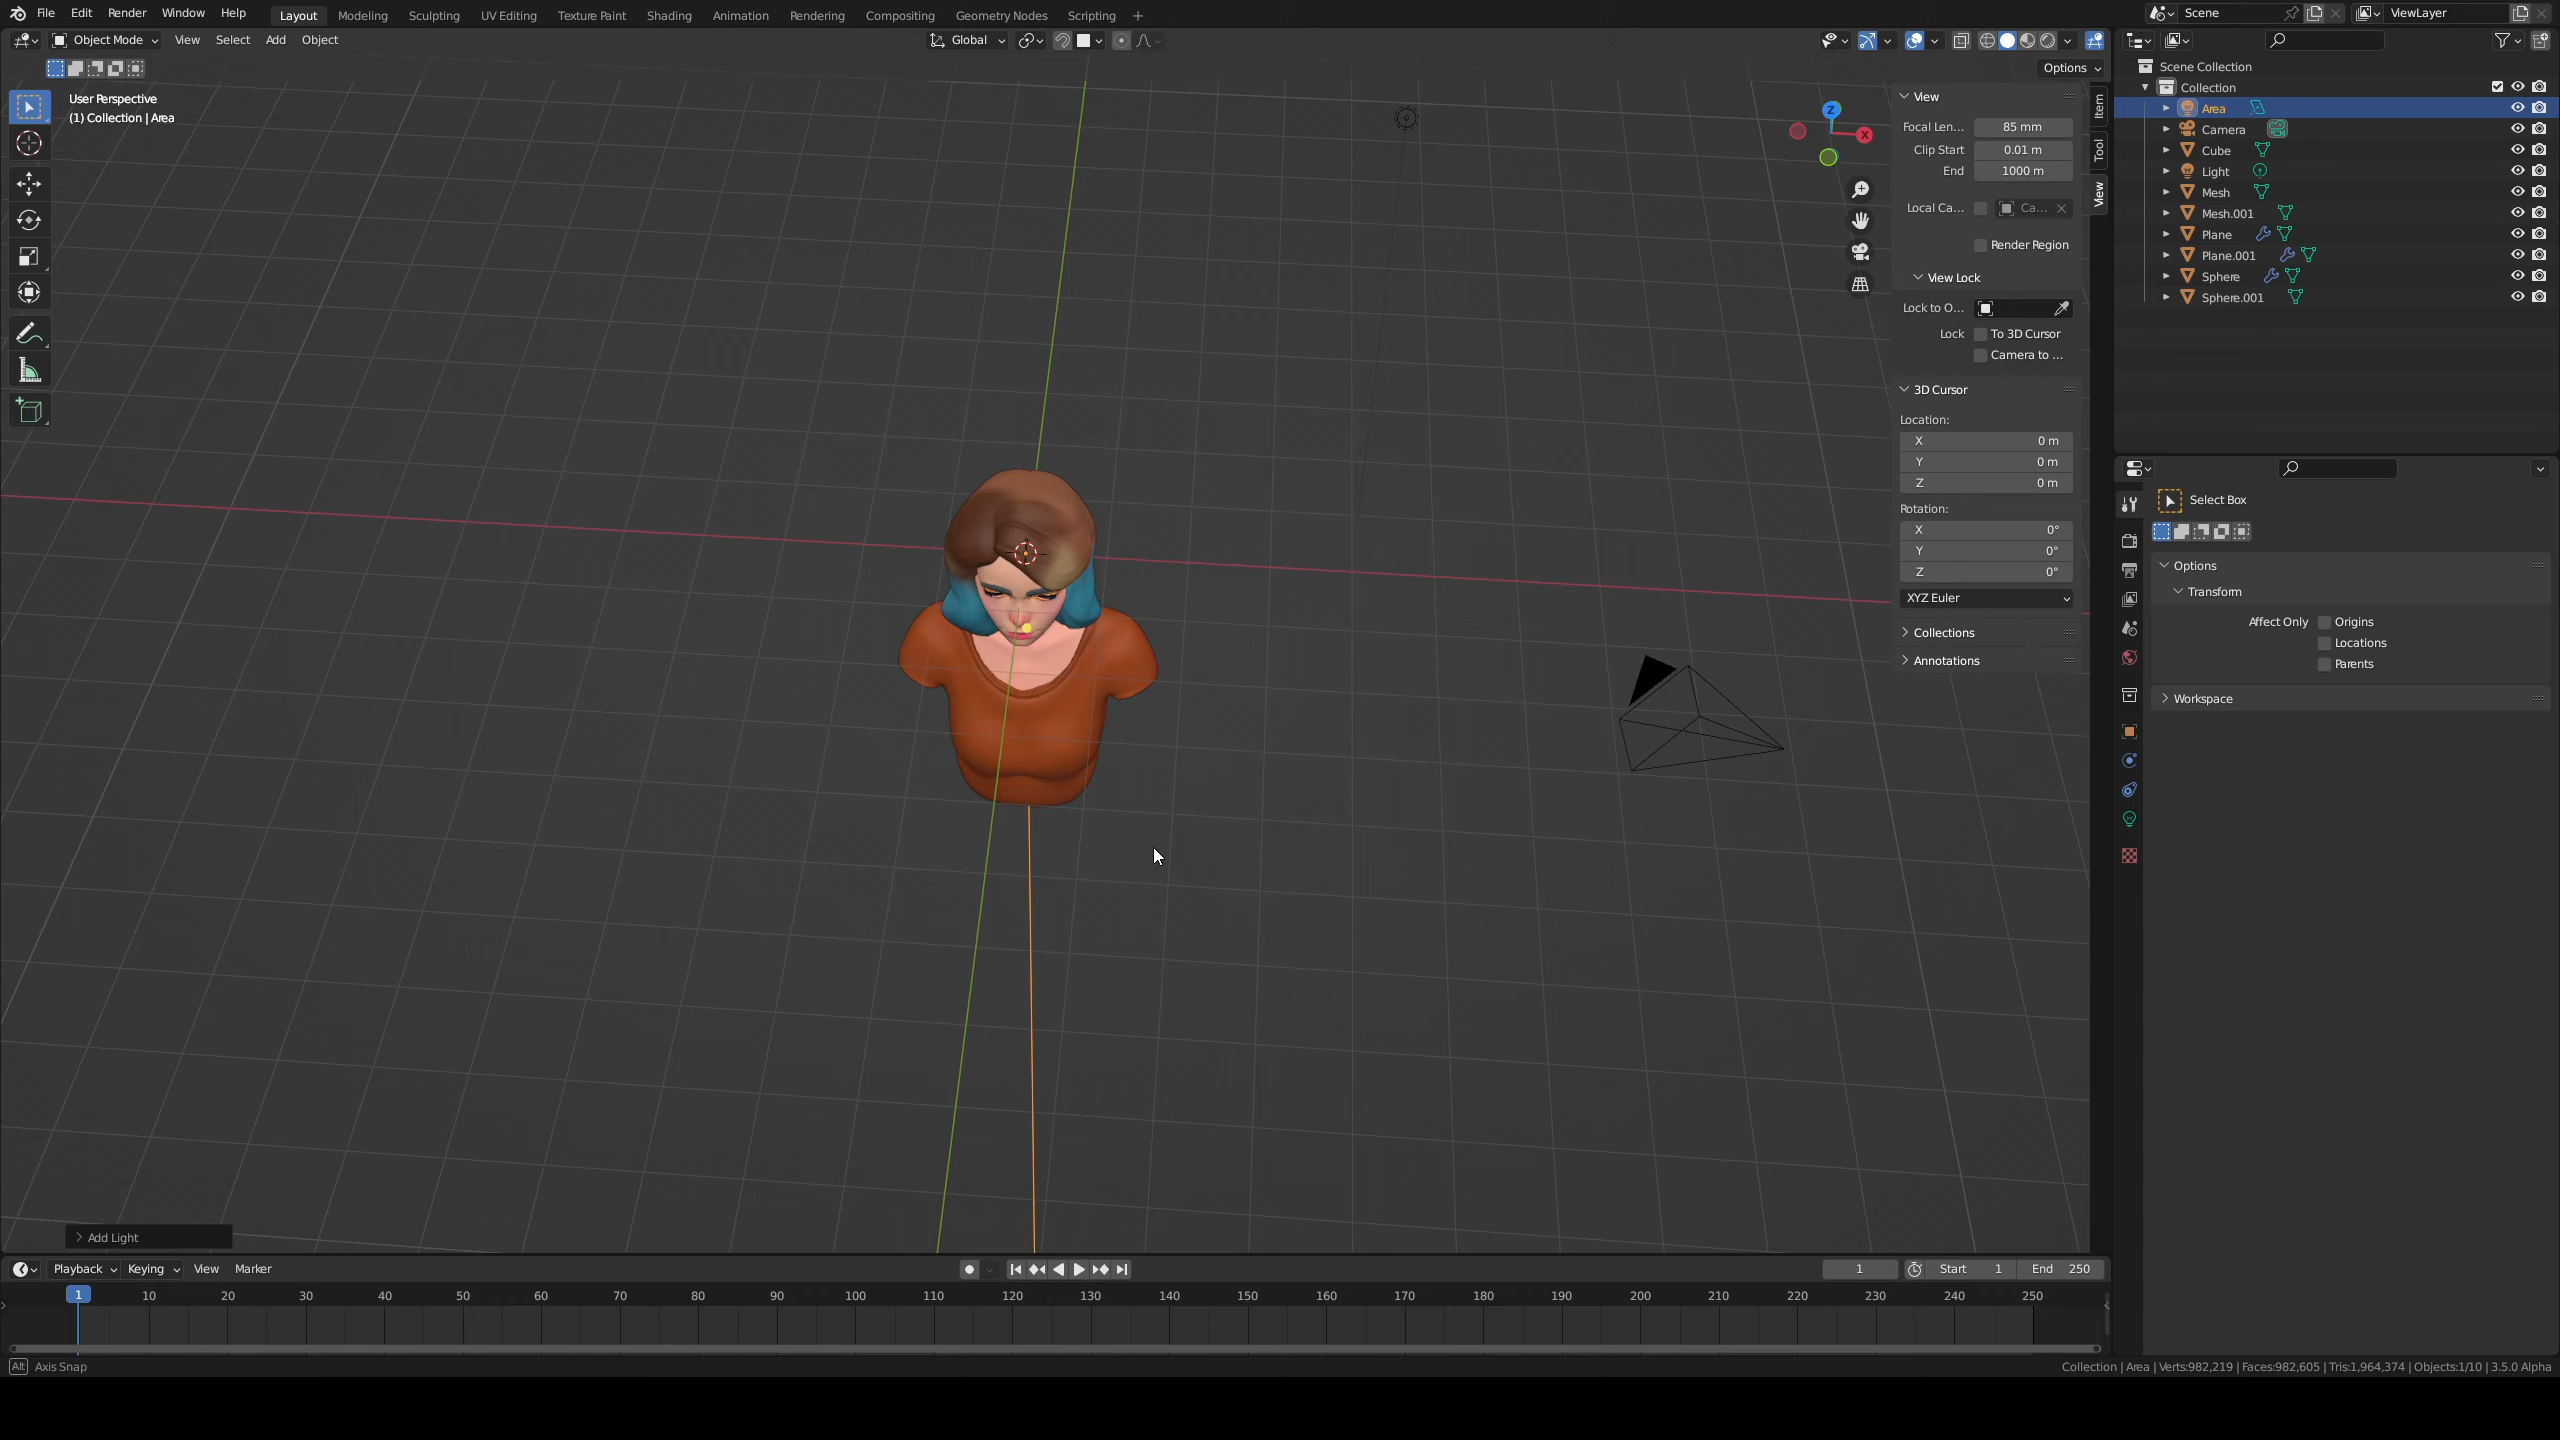 File Edit Render Window Help Layout Modeling Sculpting UV Editing Texture Paint Shading Animation Rendering Compositing Geometry Nodes Scripting + Scene ViewLayer
Object Mode View Select Add Object Global
Options
User Perspective
(1) Collection | Area
Z
X
View
Focal Len... 85 mm
Clip Start 0.01 m
End 1000 m
Local Ca... Ca...
Render Region
View Lock
Lock to O...
Lock To 3D Cursor
Camera to ...
3D Cursor
Location:
X 0 m
Y 0 m
Z 0 m
Rotation:
X 0°
Y 0°
Z 0°
XYZ Euler
Collections
Annotations
Item
Tool
View
Scene Collection
Collection
Area
Camera
Cube
Light
Mesh
Mesh.001
Plane
Plane.001
Sphere
Sphere.001
Select Box
Options
Transform
Affect Only Origins
Locations
Parents
Workspace
Add Light
Playback Keying View Marker 1 Start 1 End 250
1 10 20 30 40 50 60 70 80 90 100 110 120 130 140 150 160 170 180 190 200 210 220 230 240 250
Alt Axis Snap
Collection | Area | Verts:982,219 | Faces:982,605 | Tris:1,964,374 | Objects:1/10 | 3.5.0 Alpha